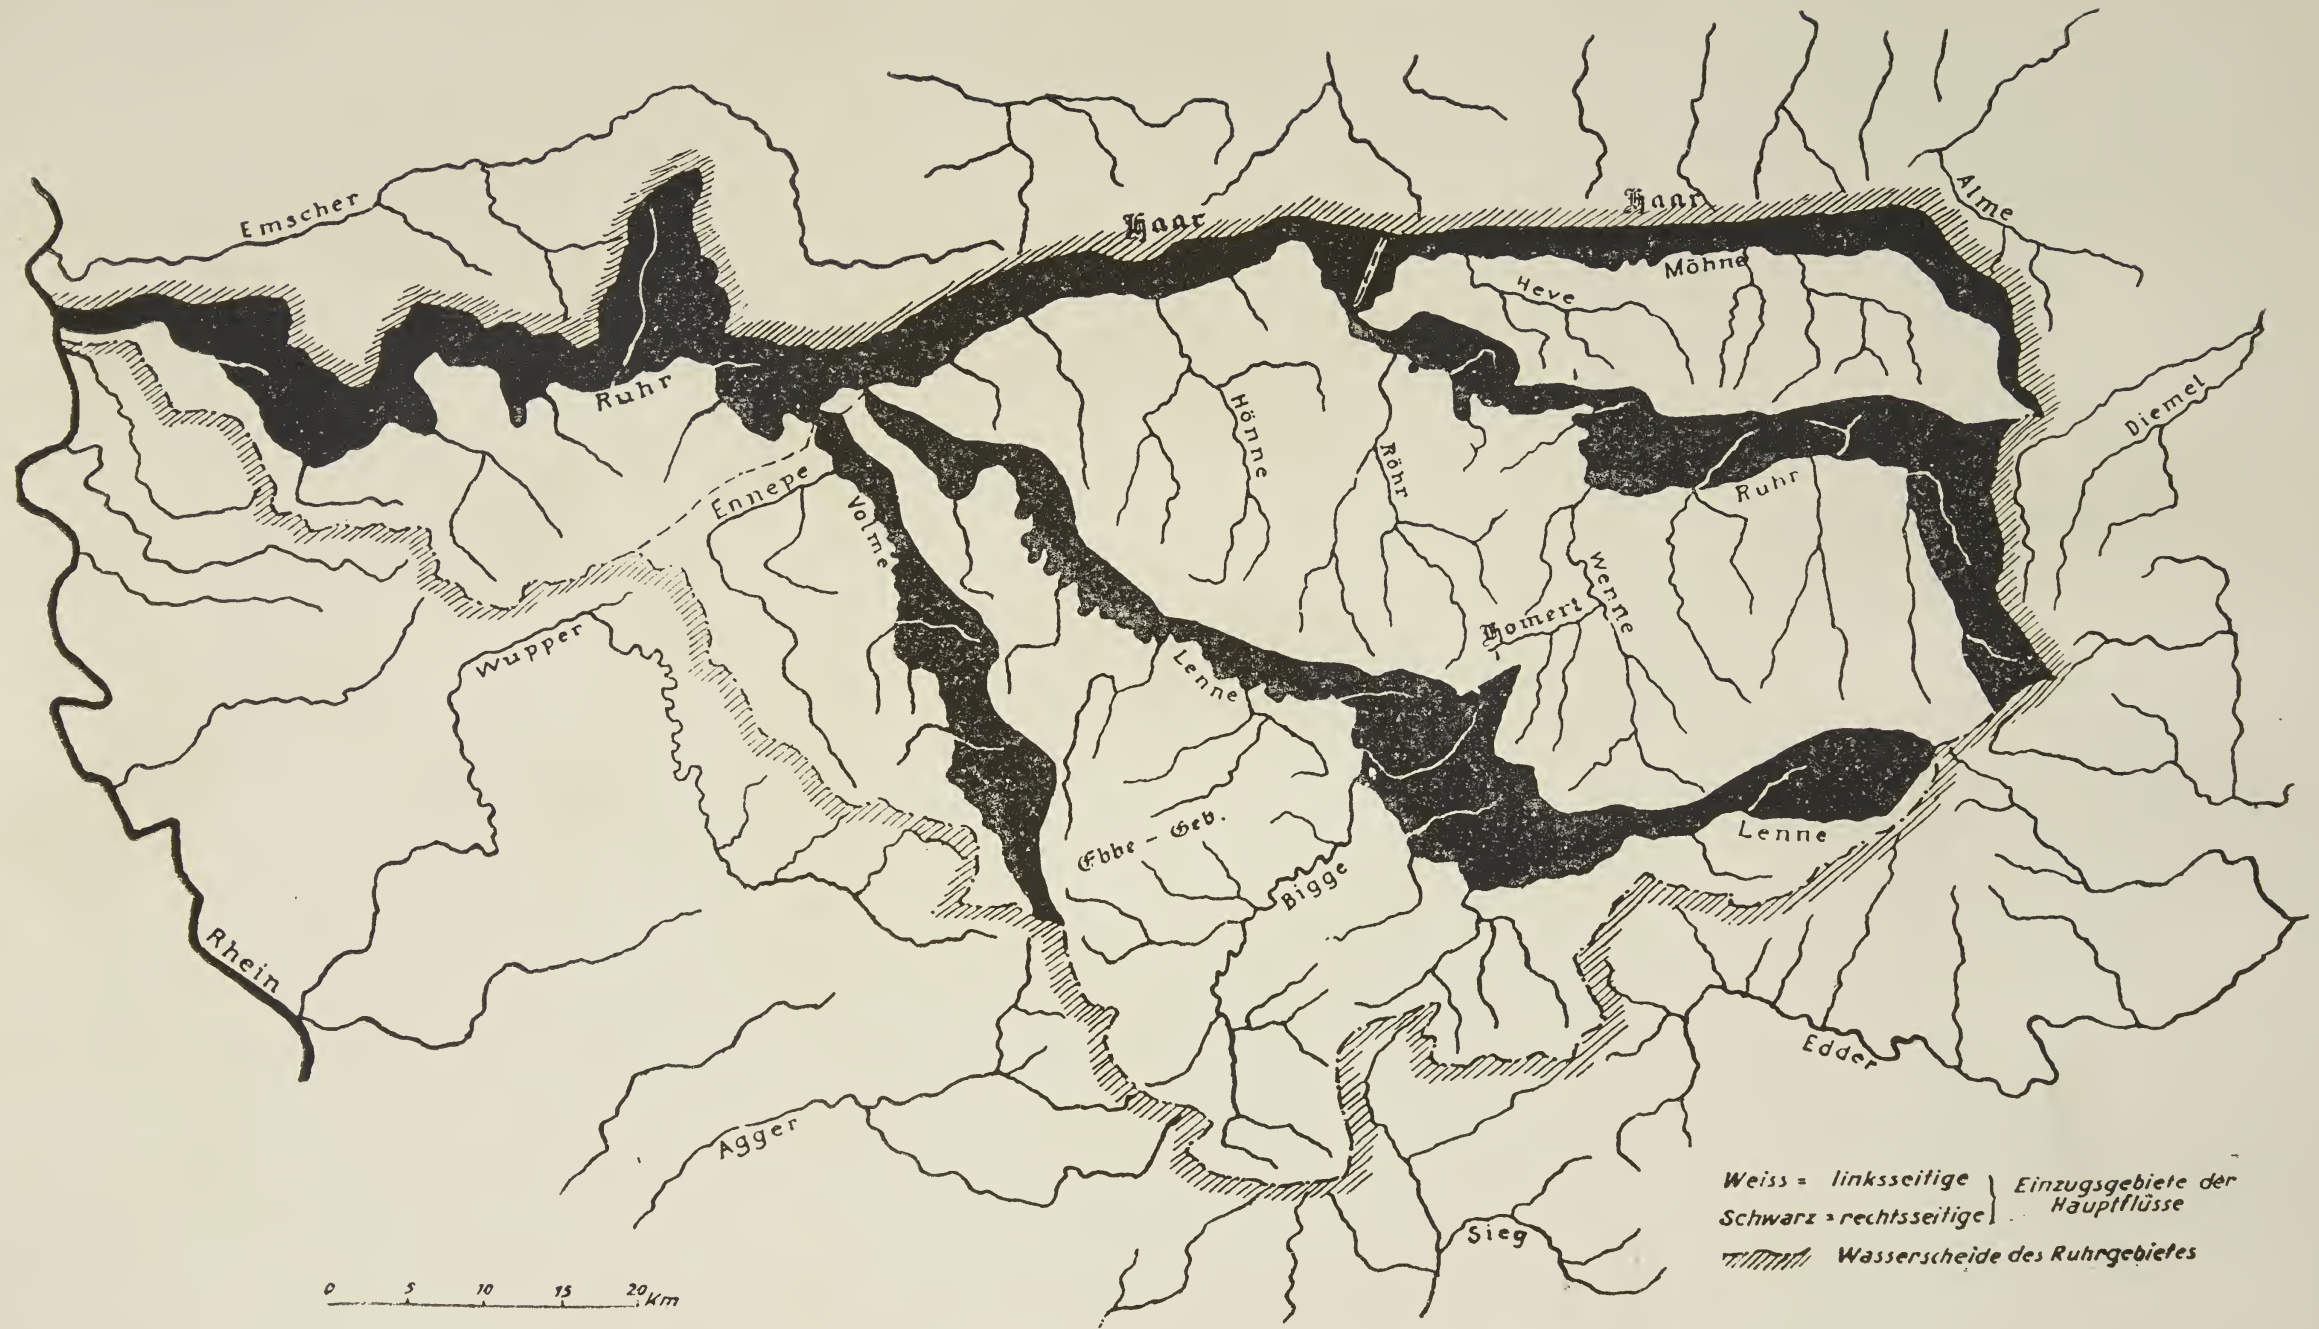 Emscher
Haar
Haar
Alme
Möhne
Heve
Diemel
Ruhr
Hönne
Röhr
Ruhr
Ennepe
Volme
Wenne
Homert
Wupper
Lenne
Ebbe - Geb.
Lenne
Bigge
Rhein
Edder
Agger
Sieg
Weiss = linksseitige
Schwarz = rechtsseitige
Einzugsgebiete der
Hauptflüsse
Wasserscheide des Ruhrgebietes
0 5 10 15 20 Km